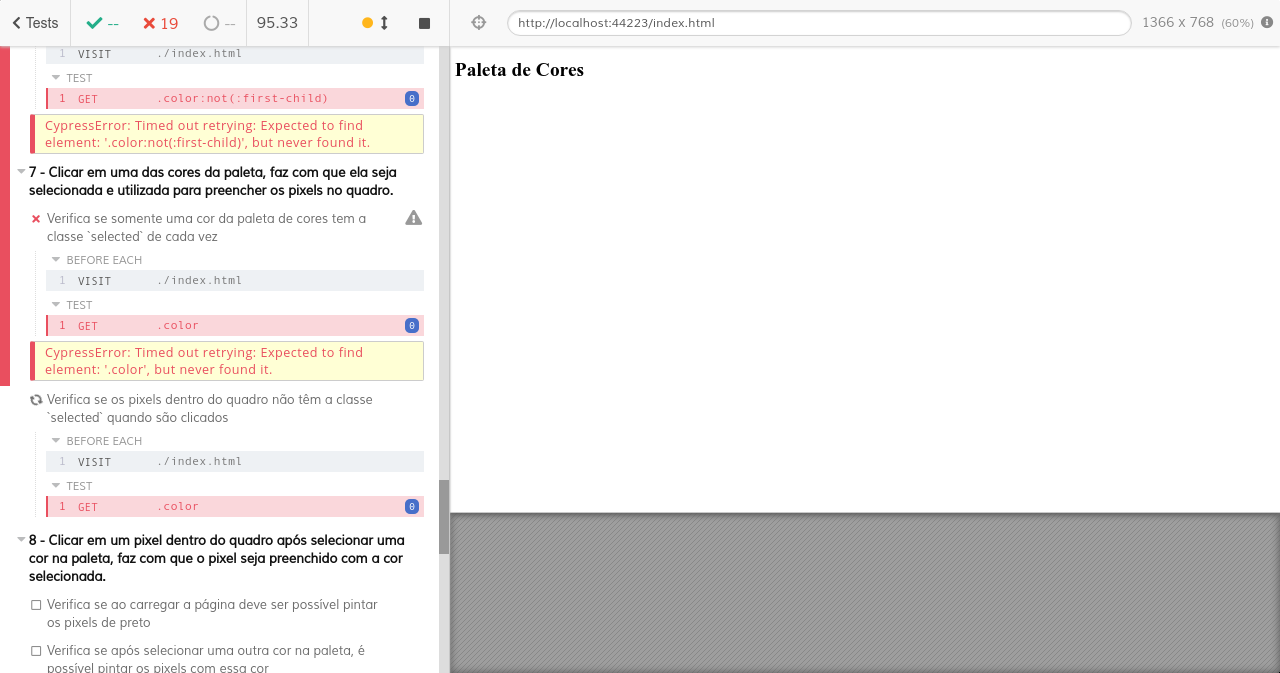 Tests
--
19
--
95.33
http://localhost:44223/index.html
1366 x 768 (60%)
1 VISIT ./index.html
TEST
1 GET .color:not(:first-child) 0
CypressError: Timed out retrying: Expected to find
element: '.color:not(:first-child)', but never found it.
7 - Clicar em uma das cores da paleta, faz com que ela seja
selecionada e utilizada para preencher os pixels no quadro.
Verifica se somente uma cor da paleta de cores tem a
classe `selected` de cada vez
BEFORE EACH
1 VISIT ./index.html
TEST
1 GET .color 0
CypressError: Timed out retrying: Expected to find
element: '.color', but never found it.
Verifica se os pixels dentro do quadro não têm a classe
`selected` quando são clicados
BEFORE EACH
1 VISIT ./index.html
TEST
1 GET .color 0
8 - Clicar em um pixel dentro do quadro após selecionar uma
cor na paleta, faz com que o pixel seja preenchido com a cor
selecionada.
Verifica se ao carregar a página deve ser possível pintar
os pixels de preto
Verifica se após selecionar uma outra cor na paleta, é
possível pintar os pixels com essa cor
Paleta de Cores